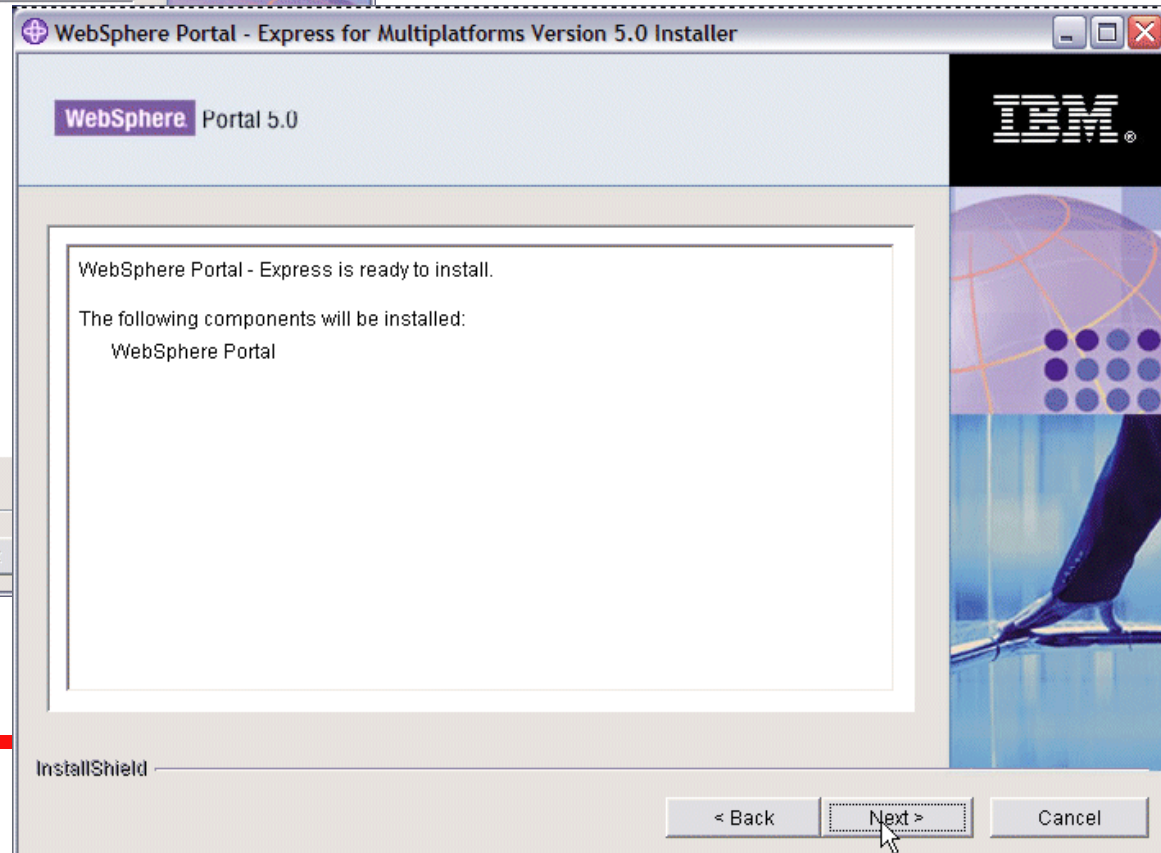 WebSphere Portal - Express for Multiplatforms Version 5.0 Installer
WebSphere Portal 5.0
IBM®
WebSphere Portal - Express is ready to install.
The following components will be installed:
WebSphere Portal
InstallShield
< Back Next > Cancel